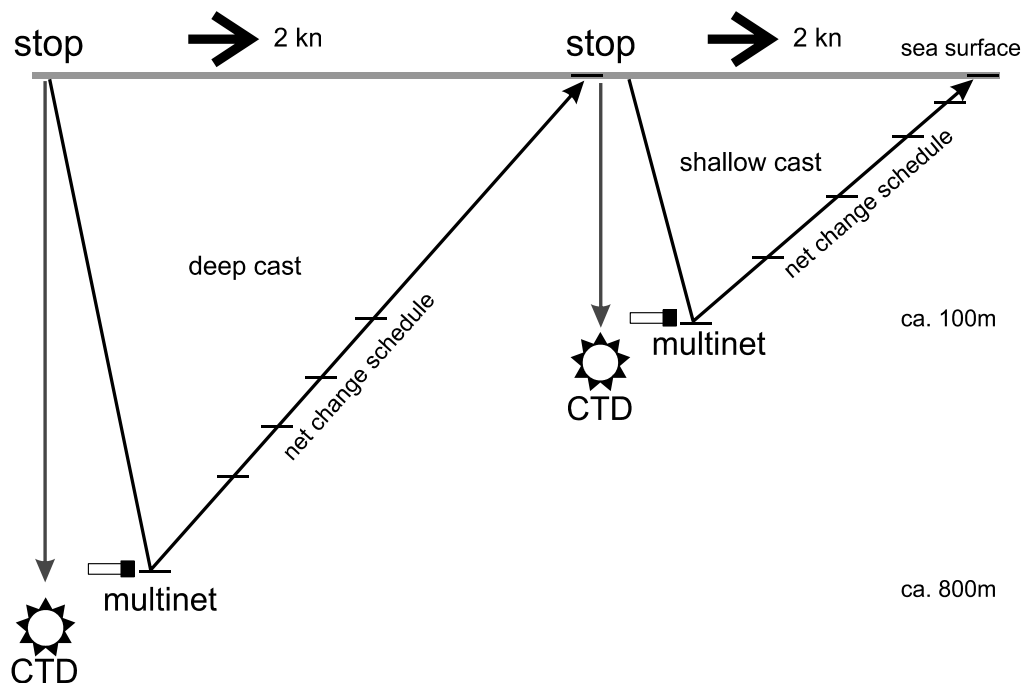 stop
2 kn
stop
2 kn
sea surface
shallow cast
net change schedule
deep cast
net change schedule
ca. 100m
multinet
CTD
ca. 800m
multinet
CTD